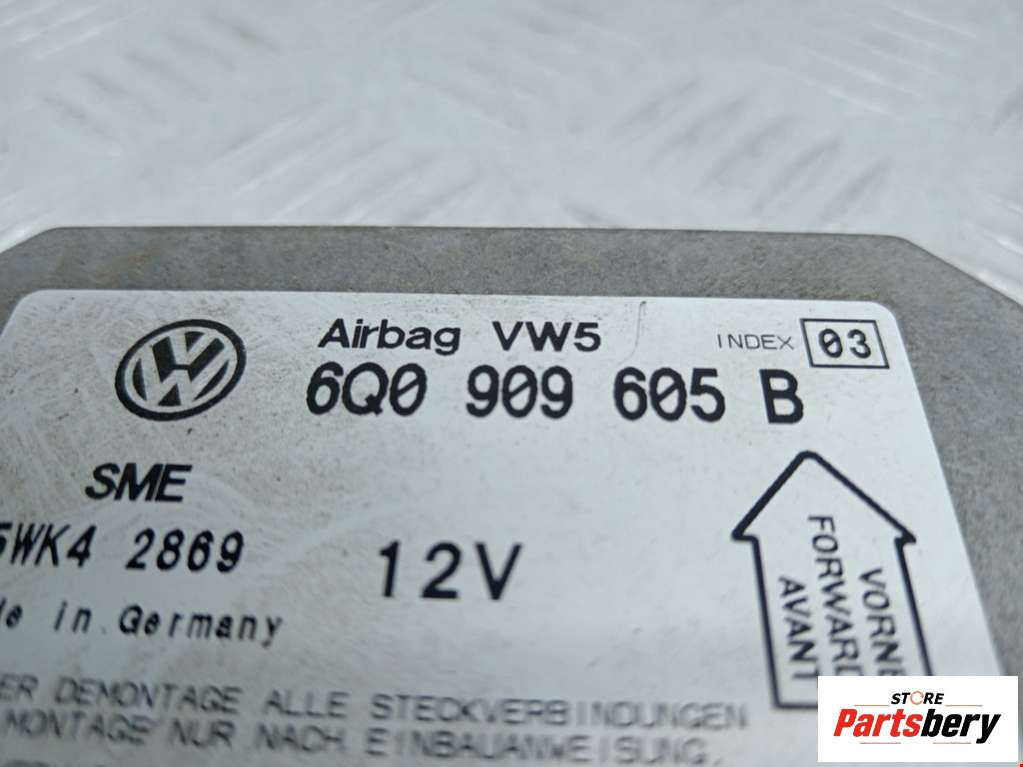 Airbag VW5 INDEX 03
6Q0 909 605 B
SME
5WK4 2869
12V
in Germany
VORNE
FORWARD
AVANT
DEMONTAGE ALLE STECKVERBINDUNGEN
MONTAGE NUR NACH EINBAUANWEISUNG.
STORE
Partsbery